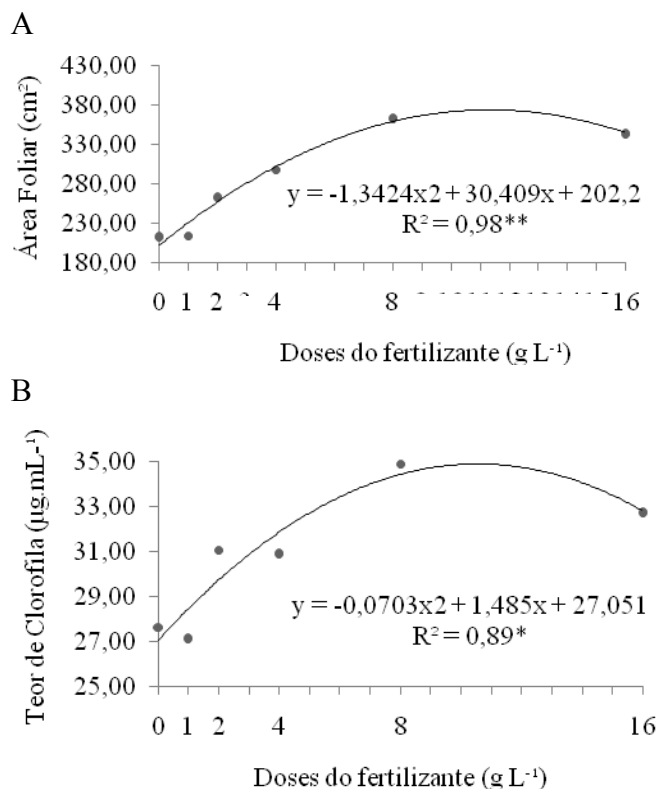 A
430,00
380,00
330,00
280,00
230,00
180,00
Área Foliar (cm²)
y = -1,3424x2 + 30,409x + 202,2
R² = 0,98**
0 1 2 4 8 16
Doses do fertilizante (g L⁻¹)
B
35,00
33,00
31,00
29,00
27,00
25,00
Teor de Clorofila (µg.mL-¹)
y = -0,0703x2 + 1,485x + 27,051
R² = 0,89*
0 1 2 4 8 16
Doses do fertilizante (g L⁻¹)